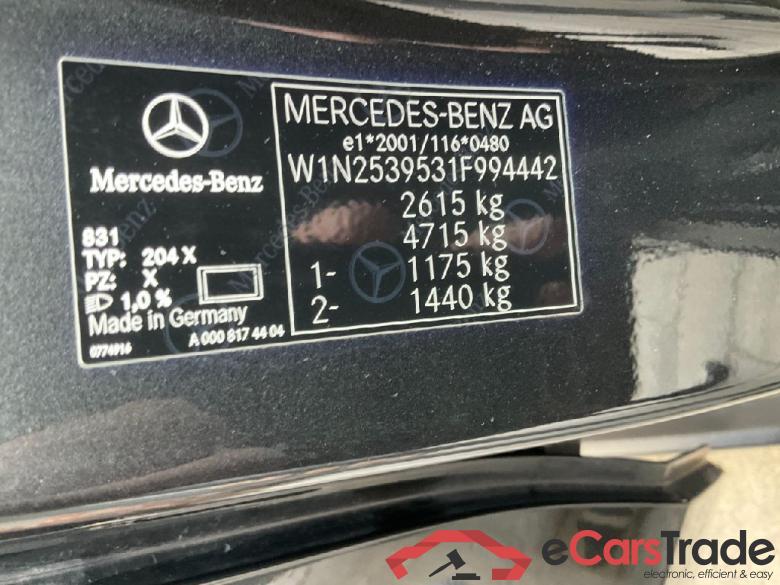 Mercedes-Benz
831
TYP: 204 X
PZ: X
1,0 %
Made in Germany
0774916
A 000 817 44 04
MERCEDES-BENZ AG
e1*2001/116*0480
W1N2539531F994442
2615 kg
4715 kg
1- 1175 kg
2- 1440 kg
eCarsTrade
electronic, efficient & easy